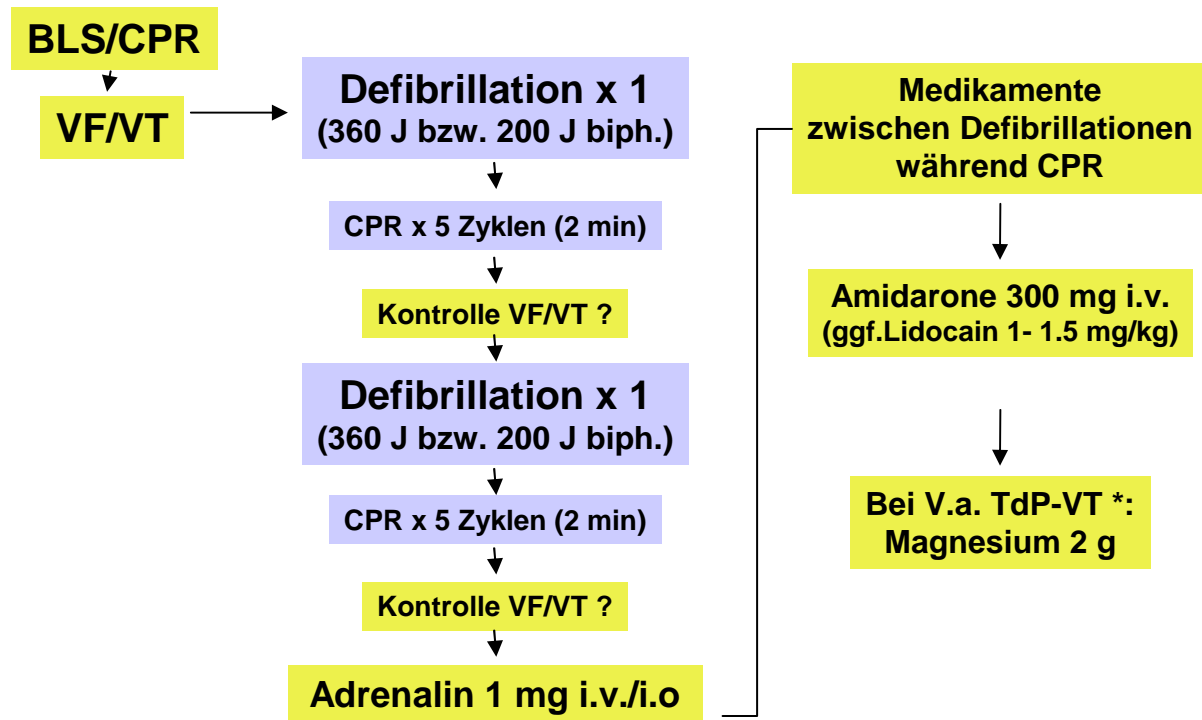 BLS/CPR
VF/VT
Defibrillation x 1
(360 J bzw. 200 J biph.)
CPR x 5 Zyklen (2 min)
Kontrolle VF/VT ?
Defibrillation x 1
(360 J bzw. 200 J biph.)
CPR x 5 Zyklen (2 min)
Kontrolle VF/VT ?
Adrenalin 1 mg i.v./i.o
Medikamente
zwischen Defibrillationen
während CPR
Amidarone 300 mg i.v.
(ggf.Lidocain 1- 1.5 mg/kg)
Bei V.a. TdP-VT *:
Magnesium 2 g